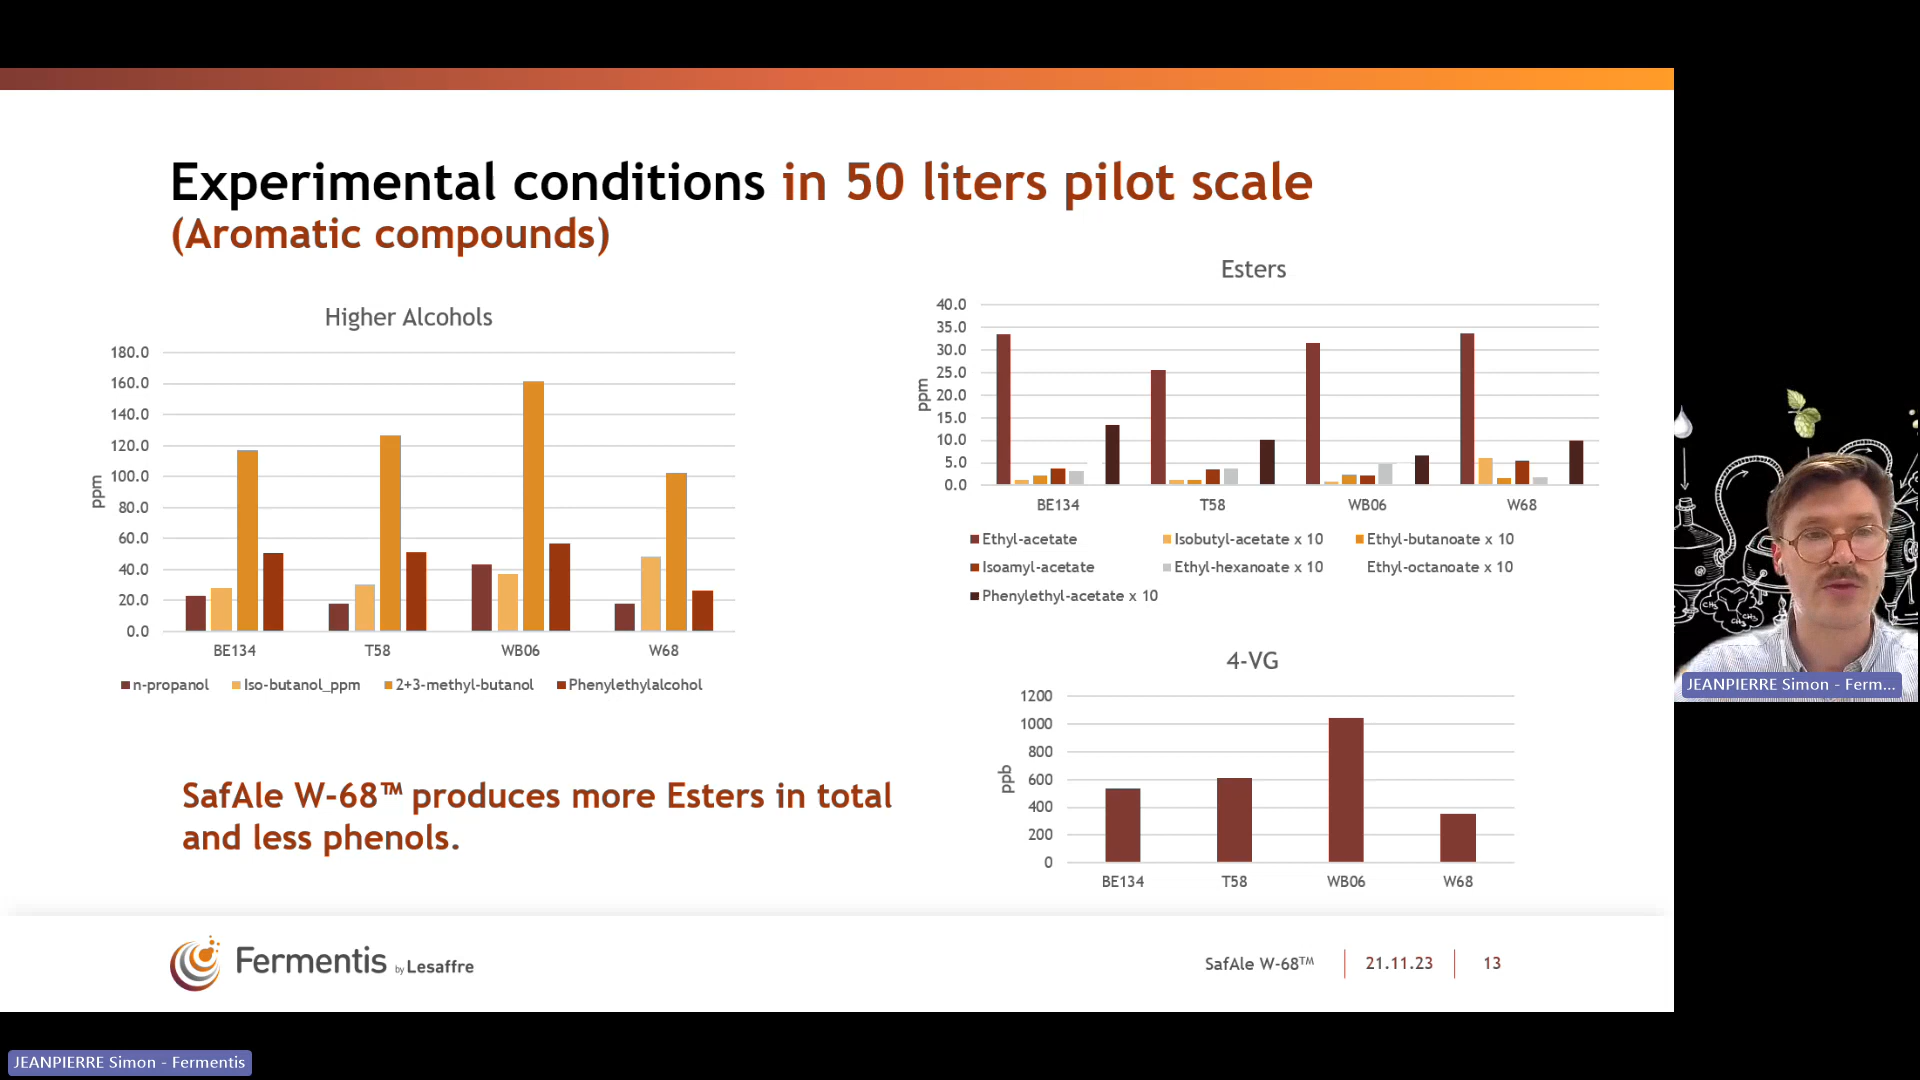 Experimental conditions in 50 liters pilot scale
(Aromatic compounds)
Higher Alcohols
180.0
160.0
140.0
120.0
100.0
80.0
60.0
40.0
20.0
0.0
ppm
BE134 T58 WB06 W68
n-propanol Iso-butanol_ppm 2+3-methyl-butanol Phenylethylalcohol
Esters
40.0
35.0
30.0
25.0
20.0
15.0
10.0
5.0
0.0
ppm
BE134 T58 WB06 W68
Ethyl-acetate Isobutyl-acetate x 10 Ethyl-butanoate x 10
Isoamyl-acetate Ethyl-hexanoate x 10 Ethyl-octanoate x 10
Phenylethyl-acetate x 10
4-VG
1200
1000
800
600
400
200
0
ppb
BE134 T58 WB06 W68
SafAle W-68™ produces more Esters in total
and less phenols.
Fermentis by Lesaffre
SafAle W-68™ 21.11.23 13
CH₃
CH₃
CH₃
JEANPIERRE Simon - Ferm...
JEANPIERRE Simon - Fermentis